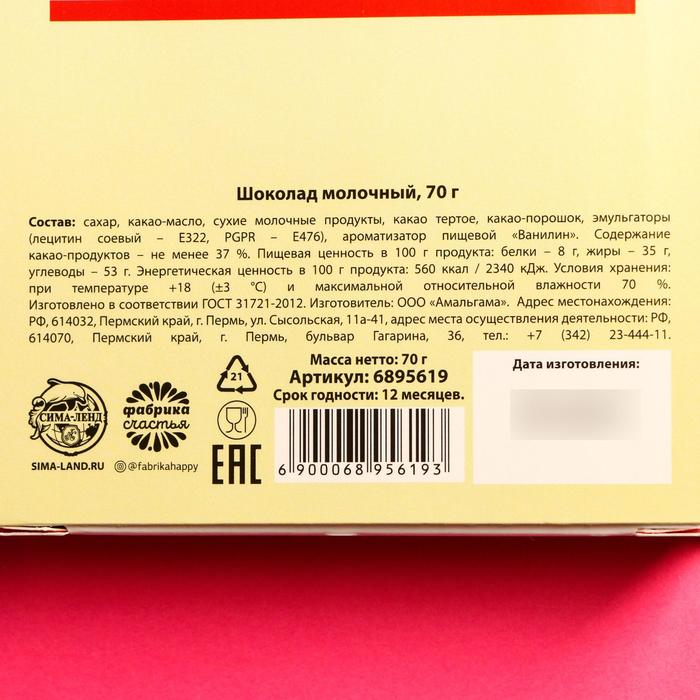 Шоколад молочный, 70 г
Состав: сахар, какао-масло, сухие молочные продукты, какао тертое, какао-порошок, эмульгаторы
(лецитин соевый – Е322, PGPR – Е476), ароматизатор пищевой «Ванилин». Содержание
какао-продуктов – не менее 37 %. Пищевая ценность в 100 г продукта: белки – 8 г, жиры – 35 г,
углеводы – 53 г. Энергетическая ценность в 100 г продукта: 560 ккал / 2340 кДж. Условия хранения:
при температуре +18 (±3 °С) и максимальной относительной влажности 70 %.
Изготовлено в соответствии ГОСТ 31721-2012. Изготовитель: ООО «Амальгама». Адрес местонахождения:
РФ, 614032, Пермский край, г. Пермь, ул. Сысольская, 11а-41, адрес места осуществления деятельности: РФ,
614070, Пермский край, г. Пермь, бульвар Гагарина, 36, тел.: +7 (342) 23-444-11.
СИМА-ЛЕНД
SIMA-LAND.RU
фабрика
счастья
@fabrikahappy
21
EAC
Масса нетто: 70 г
Артикул: 6895619
Срок годности: 12 месяцев.
6 900068 956193
Дата изготовления: